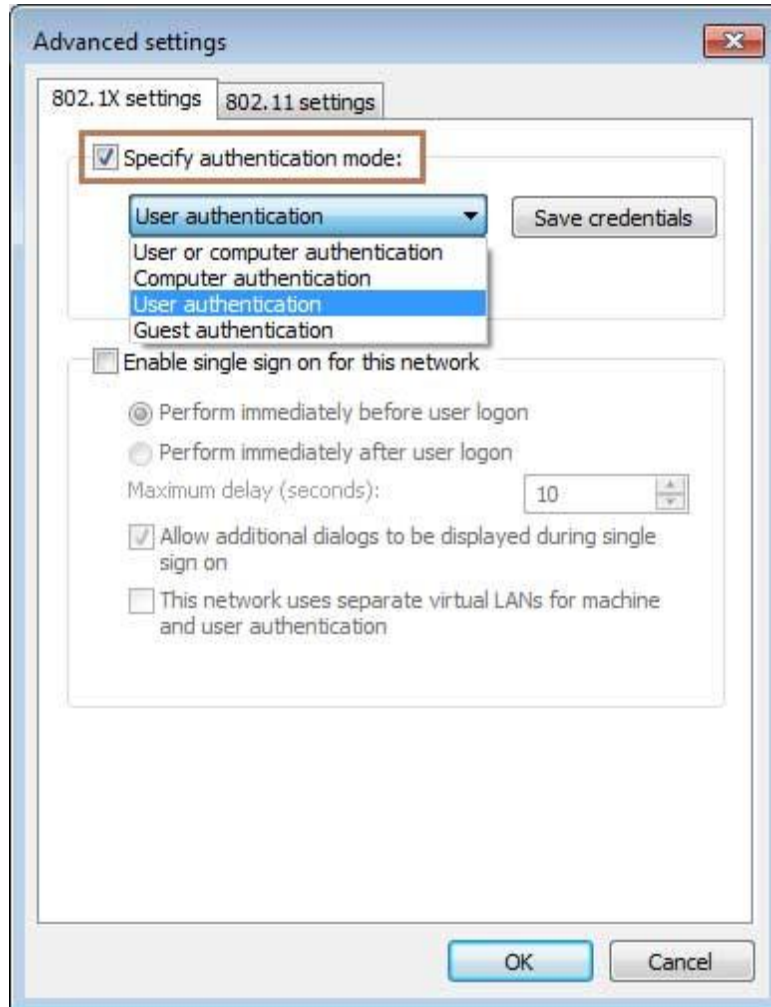 Advanced settings
802.1X settings
802.11 settings
Specify authentication mode:
User authentication
Save credentials
User or computer authentication
Computer authentication
User authentication
Guest authentication
Enable single sign on for this network
Perform immediately before user logon
Perform immediately after user logon
Maximum delay (seconds):
10
Allow additional dialogs to be displayed during single
sign on
This network uses separate virtual LANs for machine
and user authentication
OK
Cancel